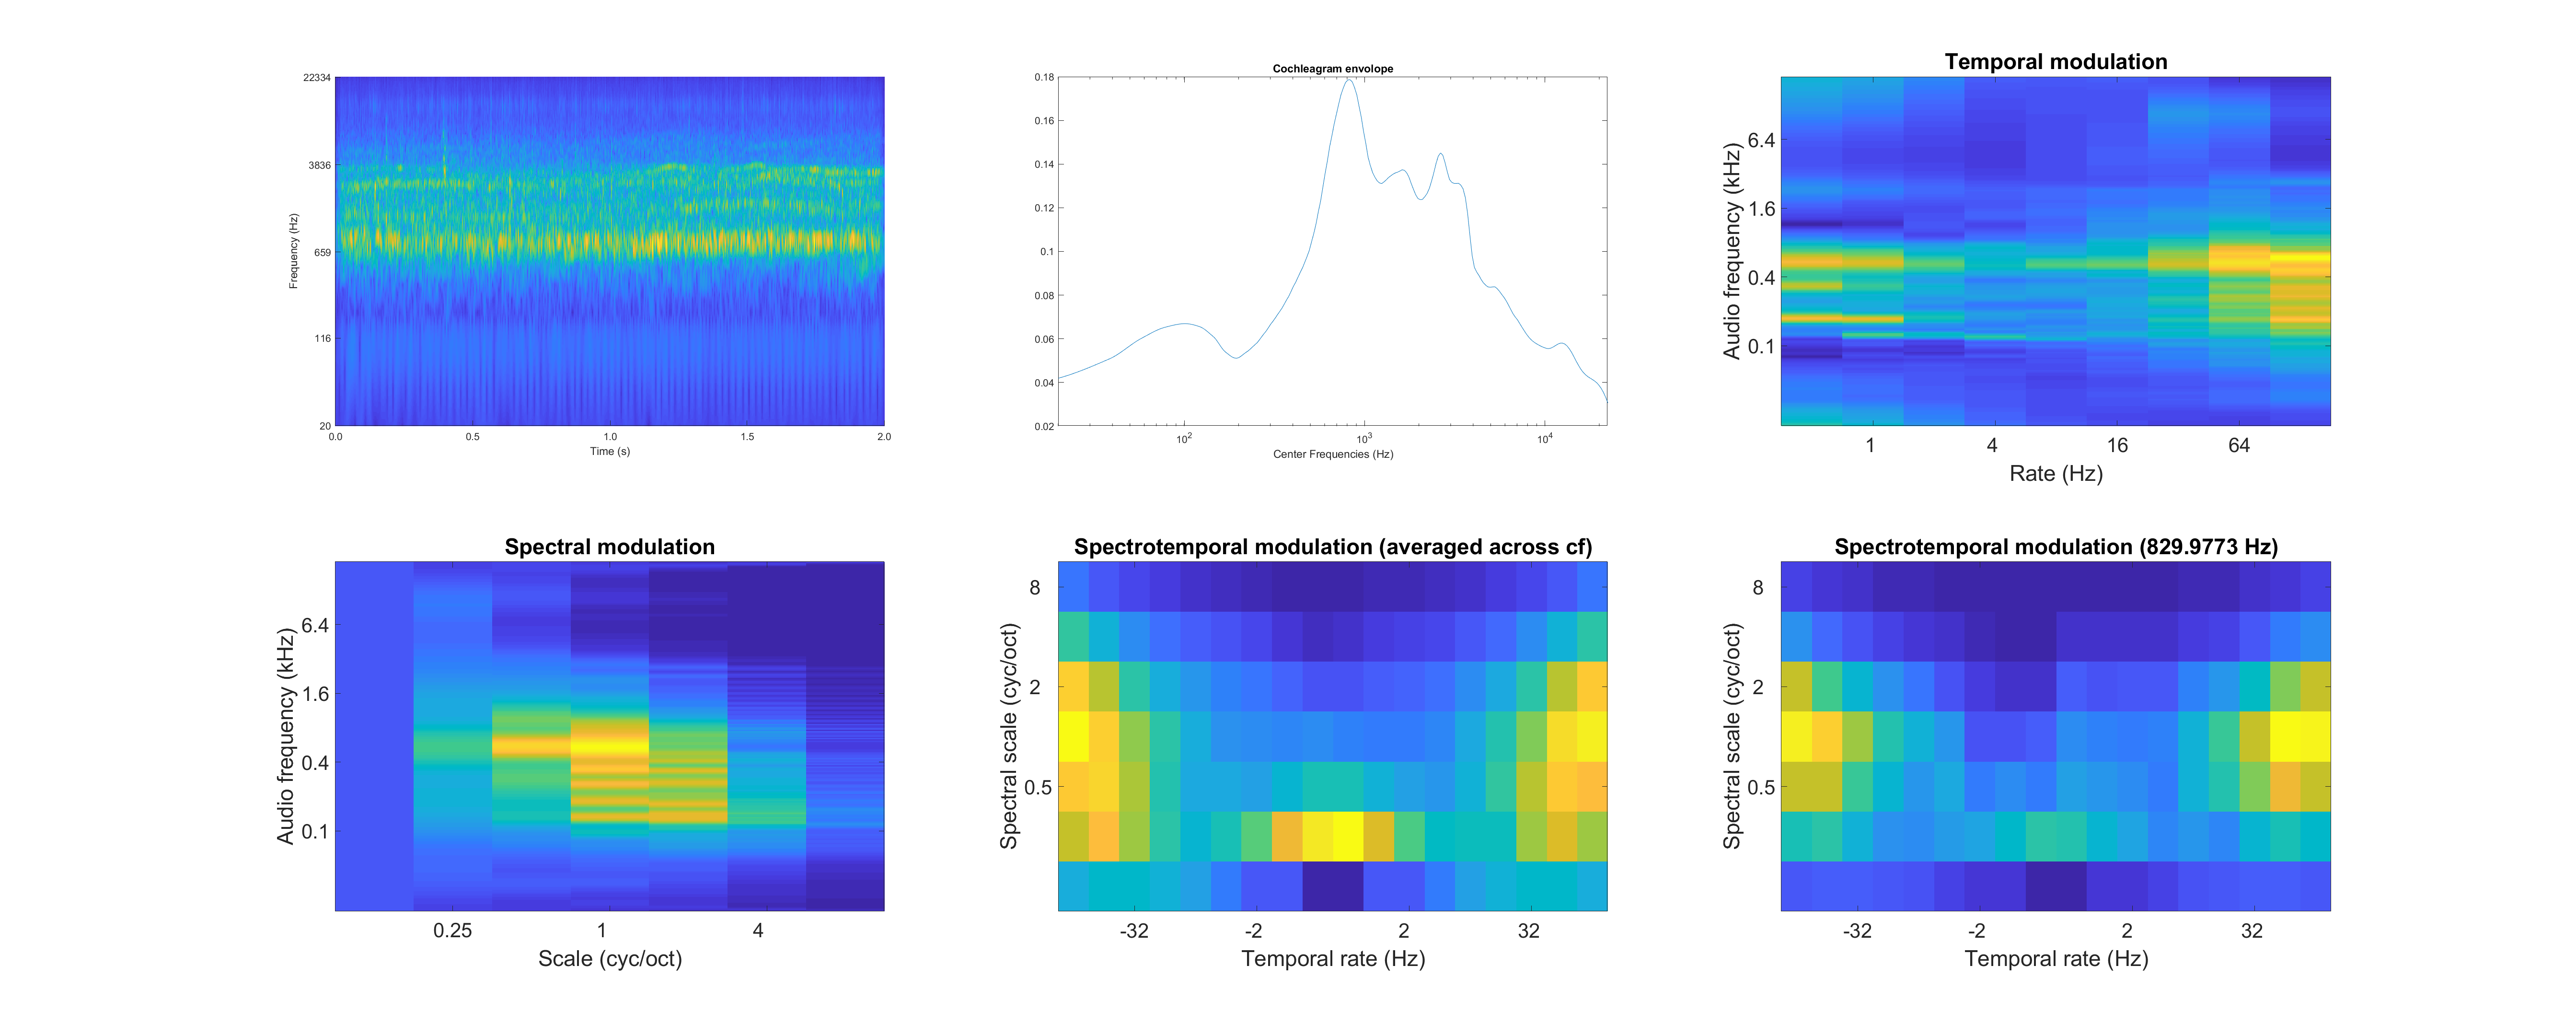 22334
3836
659
116
20
Frequency (Hz)
0.0 0.5 1.0 1.5 2.0
Time (s)
Cochleagram envolope
0.18
0.16
0.14
0.12
0.1
0.08
0.06
0.04
0.02
10² 10³ 10⁴
Center Frequencies (Hz)
Temporal modulation
6.4
1.6
0.4
0.1
Audio frequency (kHz)
1 4 16 64
Rate (Hz)
Spectral modulation
6.4
1.6
0.4
0.1
Audio frequency (kHz)
0.25 1 4
Scale (cyc/oct)
Spectrotemporal modulation (averaged across cf)
8
2
0.5
Spectral scale (cyc/oct)
-32 -2 2 32
Temporal rate (Hz)
Spectrotemporal modulation (829.9773 Hz)
8
2
0.5
Spectral scale (cyc/oct)
-32 -2 2 32
Temporal rate (Hz)